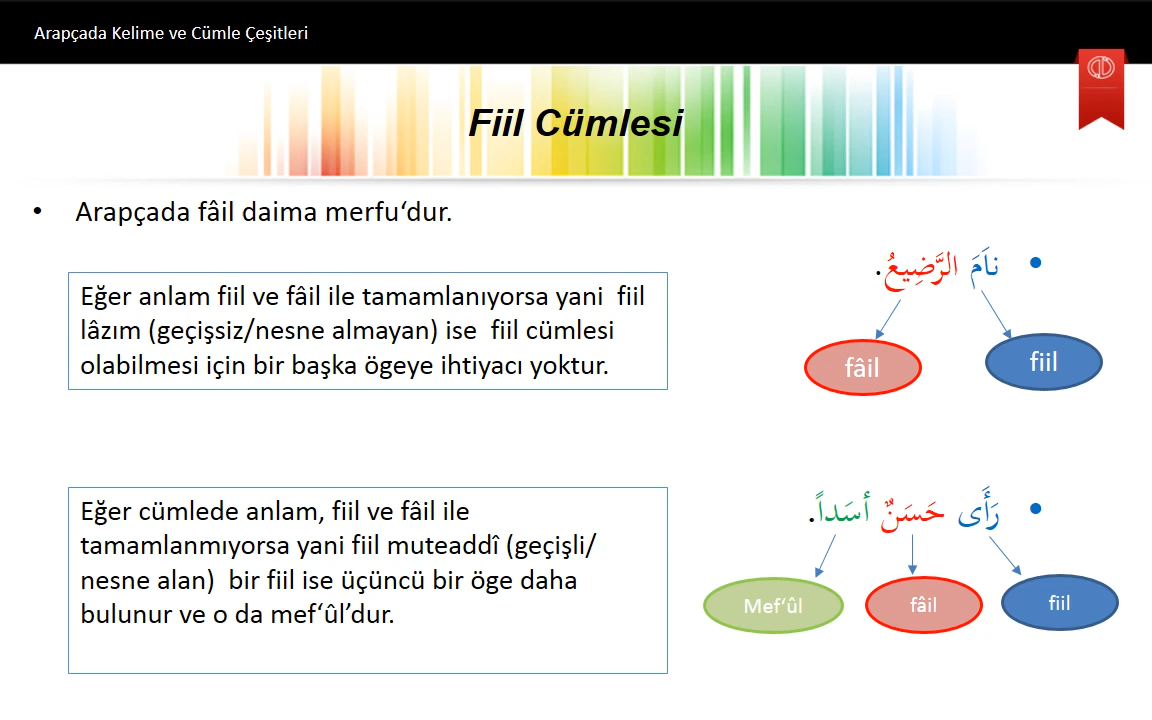 Arapçada Kelime ve Cümle Çeşitleri
Fiil Cümlesi
• Arapçada fâil daima merfu‘dur.
Eğer anlam fiil ve fâil ile tamamlanıyorsa yani fiil
lâzım (geçişsiz/nesne almayan) ise fiil cümlesi
olabilmesi için bir başka ögeye ihtiyacı yoktur.
• ناَمَ الرَّضِيعُ.
fâil
fiil
Eğer cümlede anlam, fiil ve fâil ile
tamamlanmıyorsa yani fiil muteaddî (geçişli/
nesne alan) bir fiil ise üçüncü bir öge daha
bulunur ve o da mef‘ûl’dur.
• رَأَى حَسَنٌ أسَداً.
Mef‘ûl
fâil
fiil